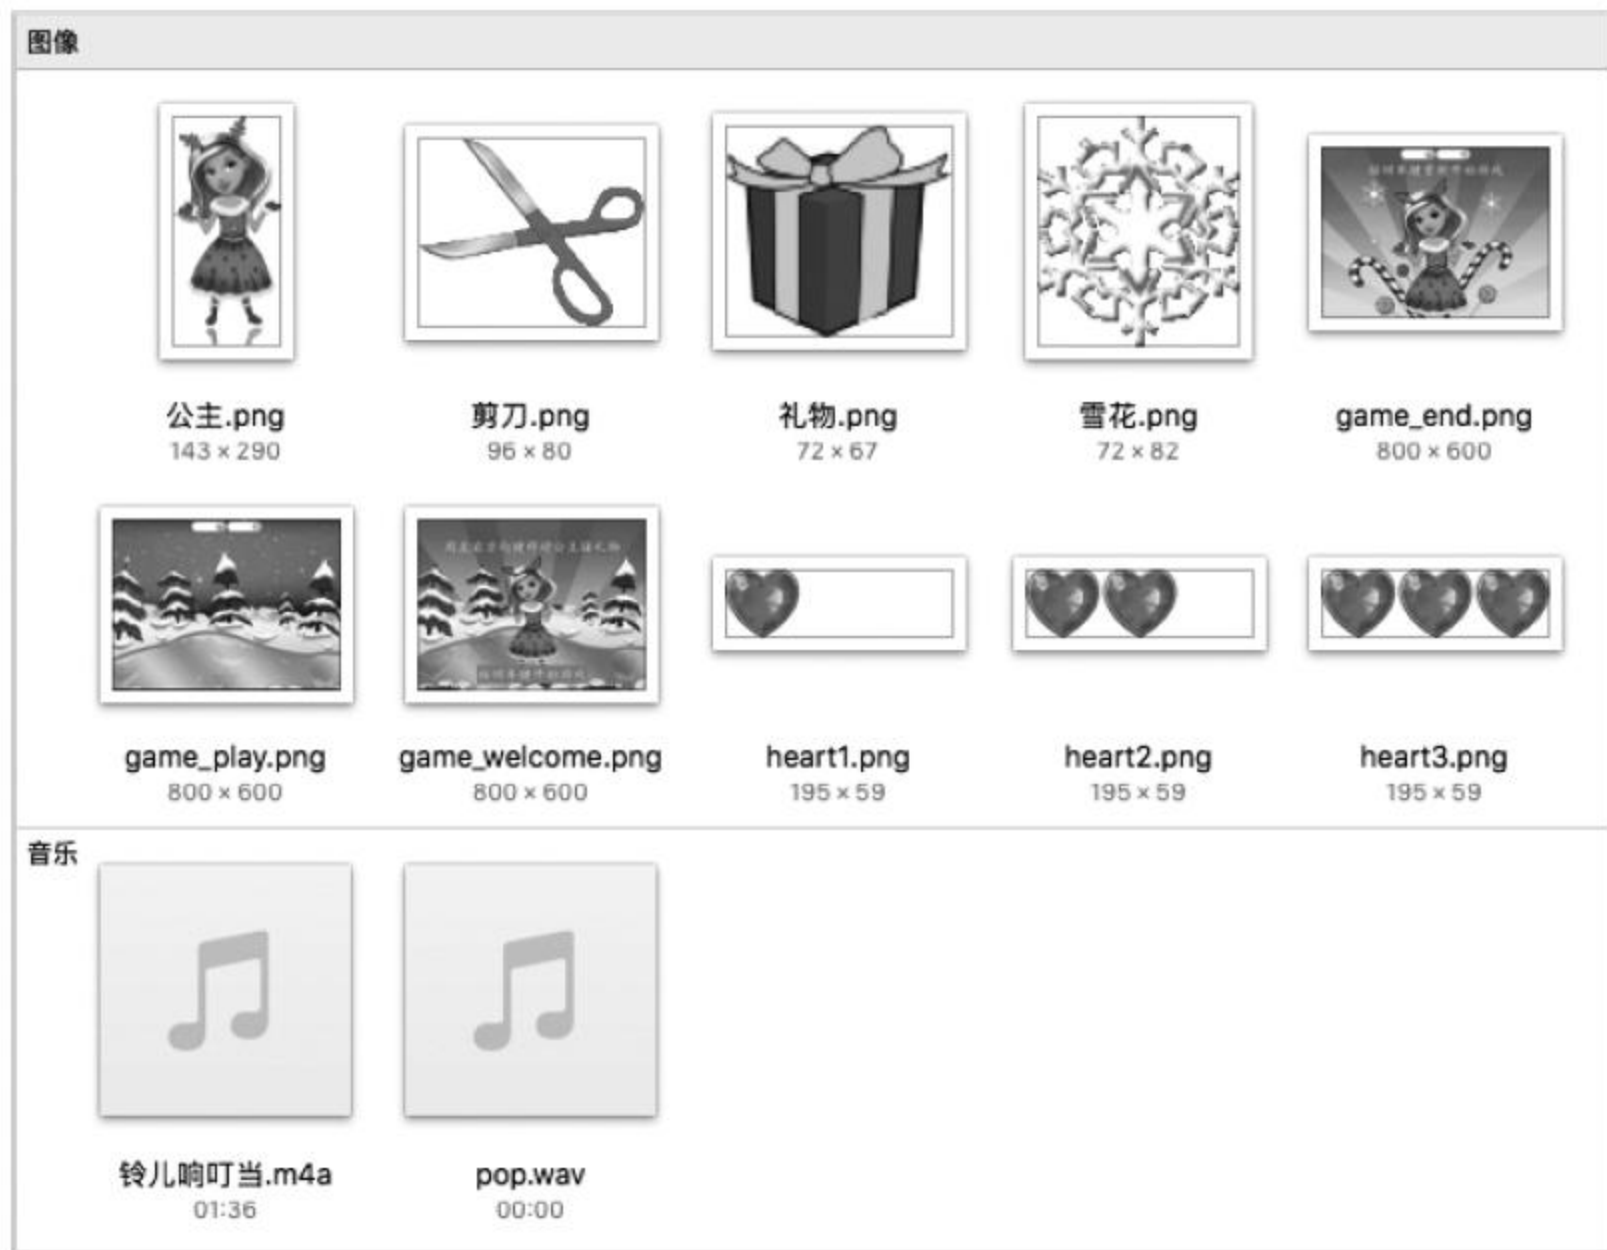 图像
公主.png
143 × 290
剪刀.png
96 × 80
礼物.png
72 × 67
雪花.png
72 × 82
game_end.png
800 × 600
game_play.png
800 × 600
game_welcome.png
800 × 600
heart1.png
195 × 59
heart2.png
195 × 59
heart3.png
195 × 59
音乐
铃儿响叮当.m4a
01:36
pop.wav
00:00